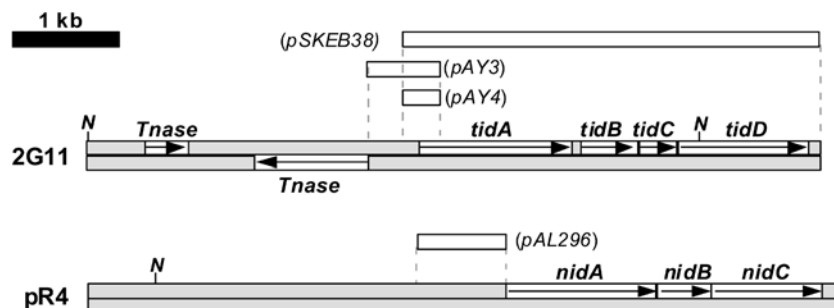 1 kb
(pSKEB38)
(pAY3)
(pAY4)
N Tnase tidA tidB tidC N tidD
2G11
Tnase
(pAL296)
N nidA nidB nidC
pR4